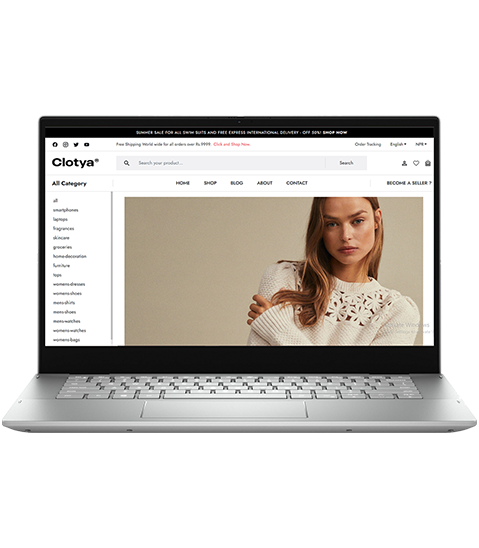 SUMMER SALE FOR ALL SWIM SUITS AND FREE EXPRESS INTERNATIONAL DELIVERY - OFF 50%! SHOP NOW
Free Shipping World wide for all orders over Rs.9999. Click and Shop Now. Order Tracking English NPR
Clotya®
Search your product... Search
All Category HOME SHOP BLOG ABOUT CONTACT BECOME A SELLER ?
all
smartphones
laptops
fragrances
skincare
groceries
home-decoration
furniture
tops
womens-dresses
womens-shoes
mens-shirts
mens-shoes
mens-watches
womens-watches
womens-bags